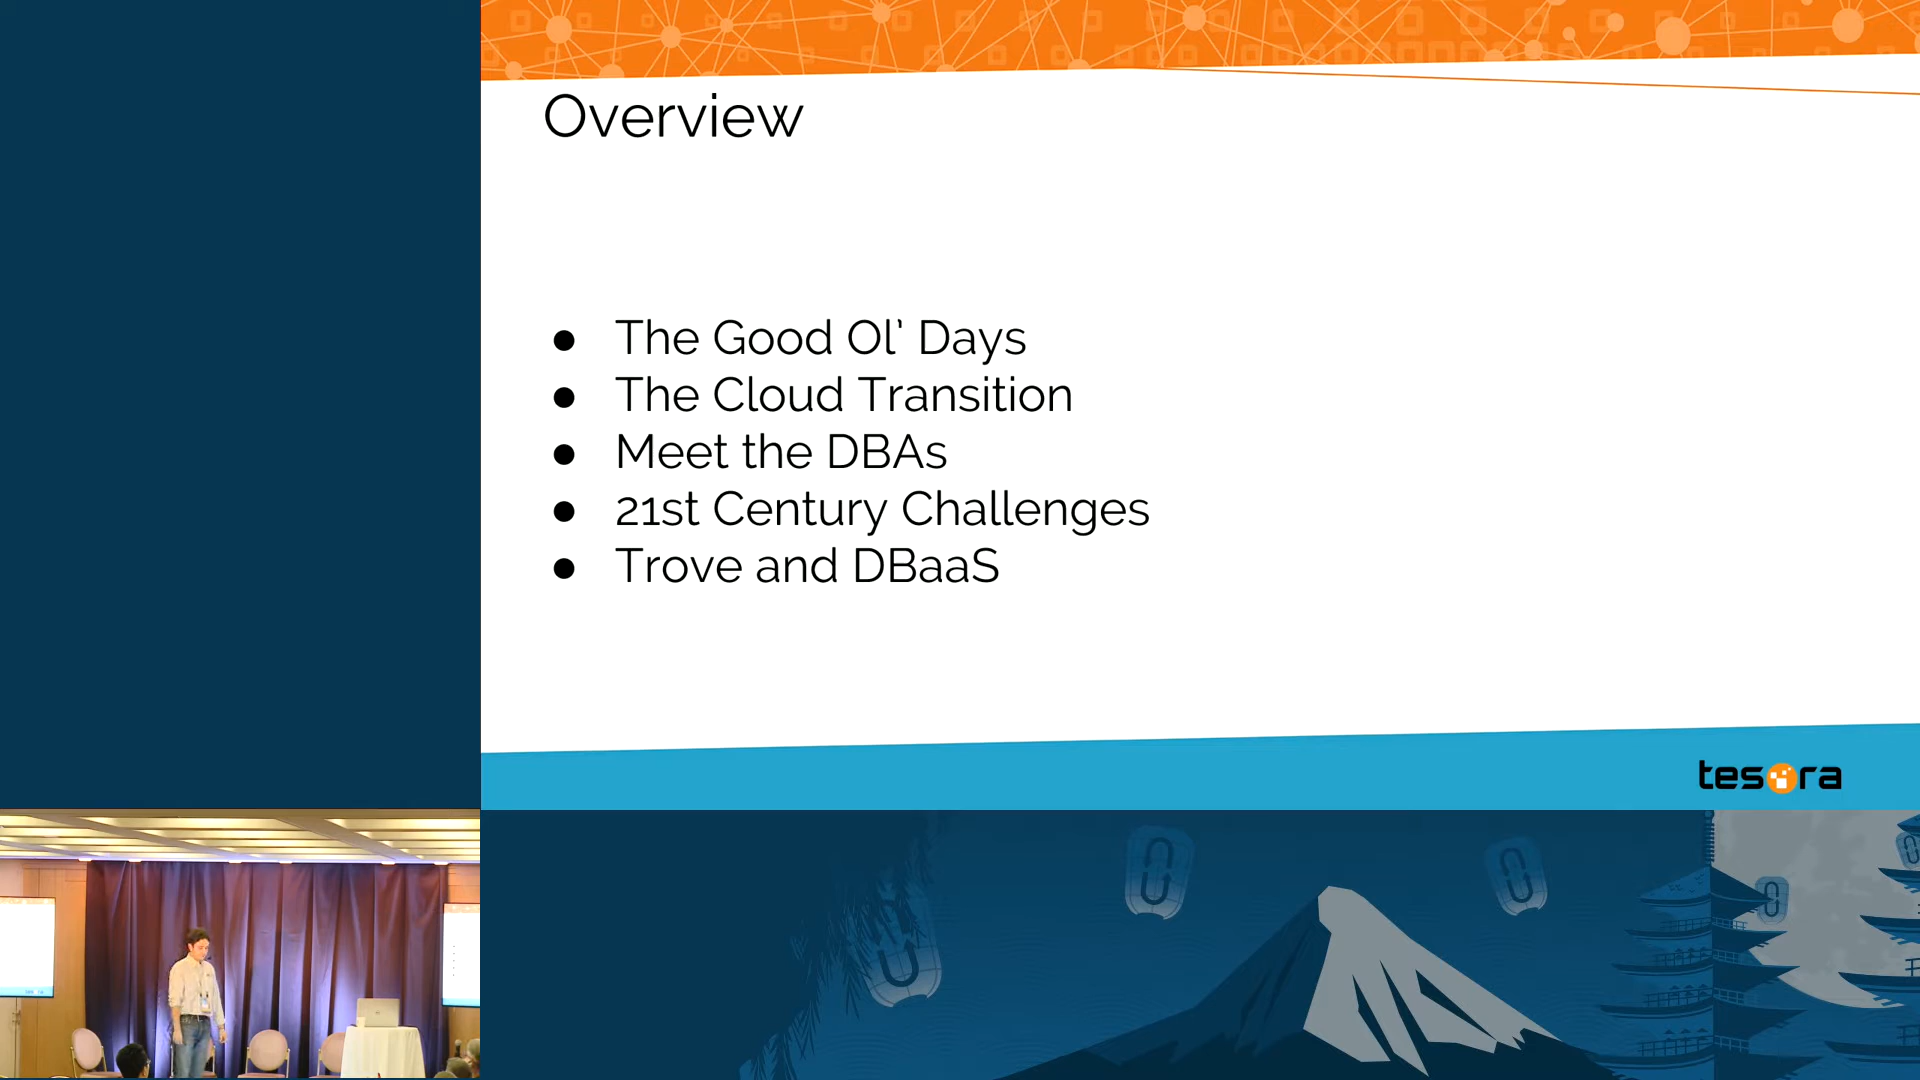 Overview
● The Good Ol’ Days
● The Cloud Transition
● Meet the DBAs
● 21st Century Challenges
● Trove and DBaaS
tesora